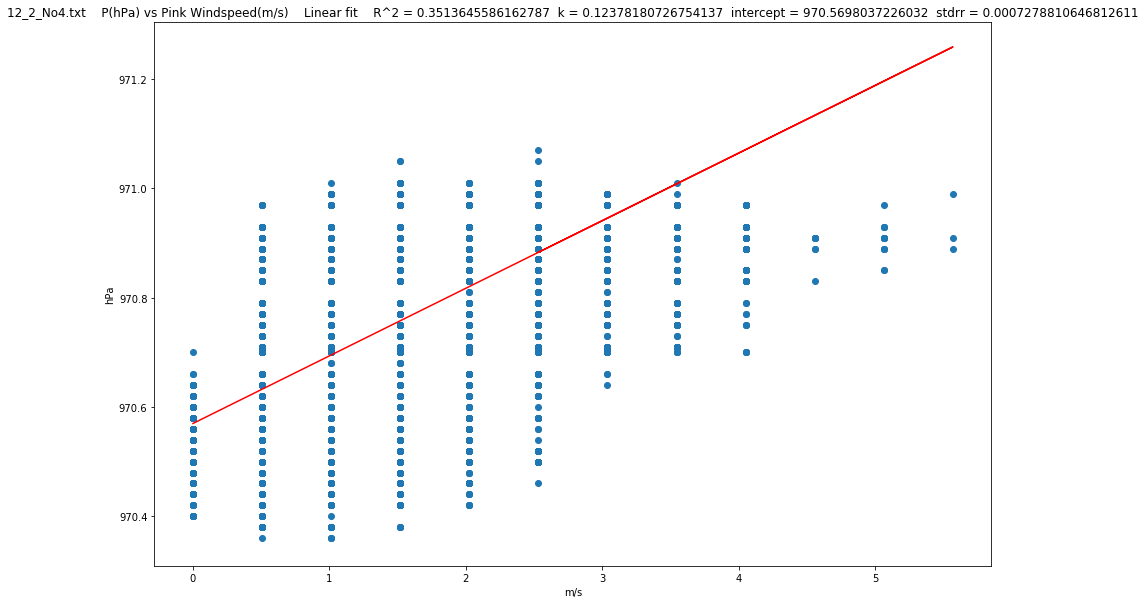 12_2_No4.txt    P(hPa) vs Pink Windspeed(m/s)    Linear fit    R^2 = 0.3513645586162787  k = 0.12378180726754137  intercept = 970.5698037226032  stdrr = 0.0007278810646812611
971.2
971.0
970.8
hPa
970.6
970.4
0 1 2 3 4 5
m/s